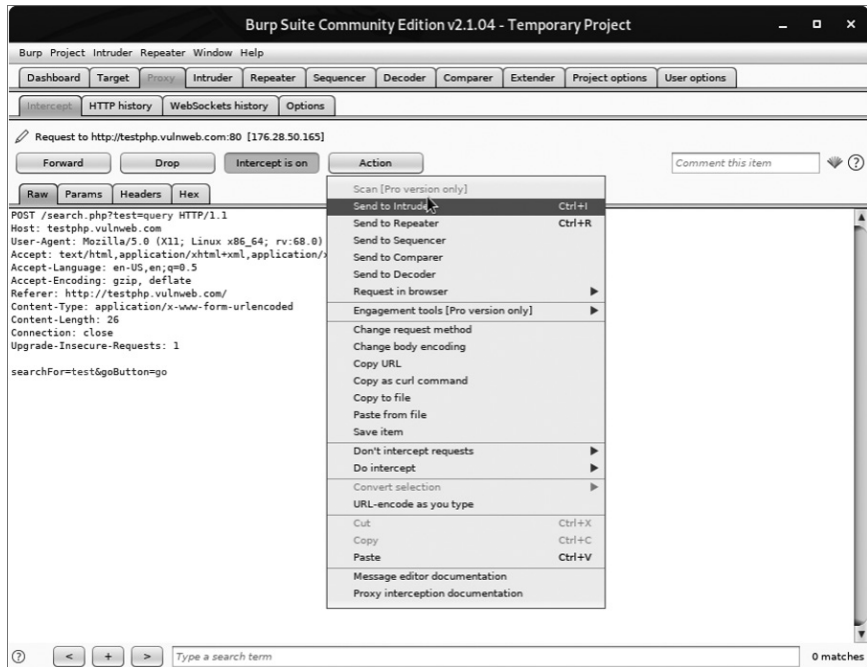 Burp Suite Community Edition v2.1.04 - Temporary Project
Burp Project Intruder Repeater Window Help
Dashboard Target Proxy Intruder Repeater Sequencer Decoder Comparer Extender Project options User options
Intercept HTTP history WebSockets history Options
Request to http://testphp.vulnweb.com:80 [176.28.50.165]
Forward Drop Intercept is on Action Comment this item
Raw Params Headers Hex
POST /search.php?test=query HTTP/1.1
Host: testphp.vulnweb.com
User-Agent: Mozilla/5.0 (X11; Linux x86_64; rv:68.0)
Accept: text/html,application/xhtml+xml,application/x
Accept-Language: en-US,en;q=0.5
Accept-Encoding: gzip, deflate
Referer: http://testphp.vulnweb.com/
Content-Type: application/x-www-form-urlencoded
Content-Length: 26
Connection: close
Upgrade-Insecure-Requests: 1
searchFor=test&goButton=go
Scan [Pro version only]
Send to Intruder Ctrl+I
Send to Repeater Ctrl+R
Send to Sequencer
Send to Comparer
Send to Decoder
Request in browser
Engagement tools [Pro version only]
Change request method
Change body encoding
Copy URL
Copy as curl command
Copy to file
Paste from file
Save item
Don't intercept requests
Do intercept
Convert selection
URL-encode as you type
Cut Ctrl+X
Copy Ctrl+C
Paste Ctrl+V
Message editor documentation
Proxy interception documentation
? < + > Type a search term 0 matches